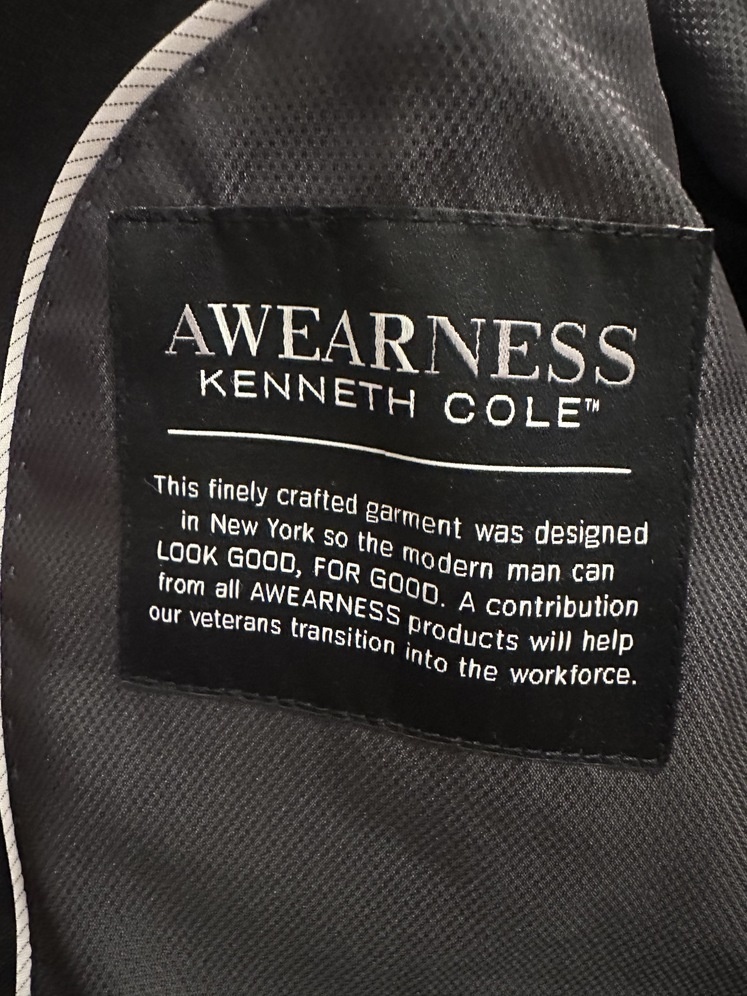 AWEARNESS
KENNETH COLE™
This finely crafted garment was designed
in New York so the modern man can
LOOK GOOD, FOR GOOD. A contribution
from all AWEARNESS products will help
our veterans transition into the workforce.